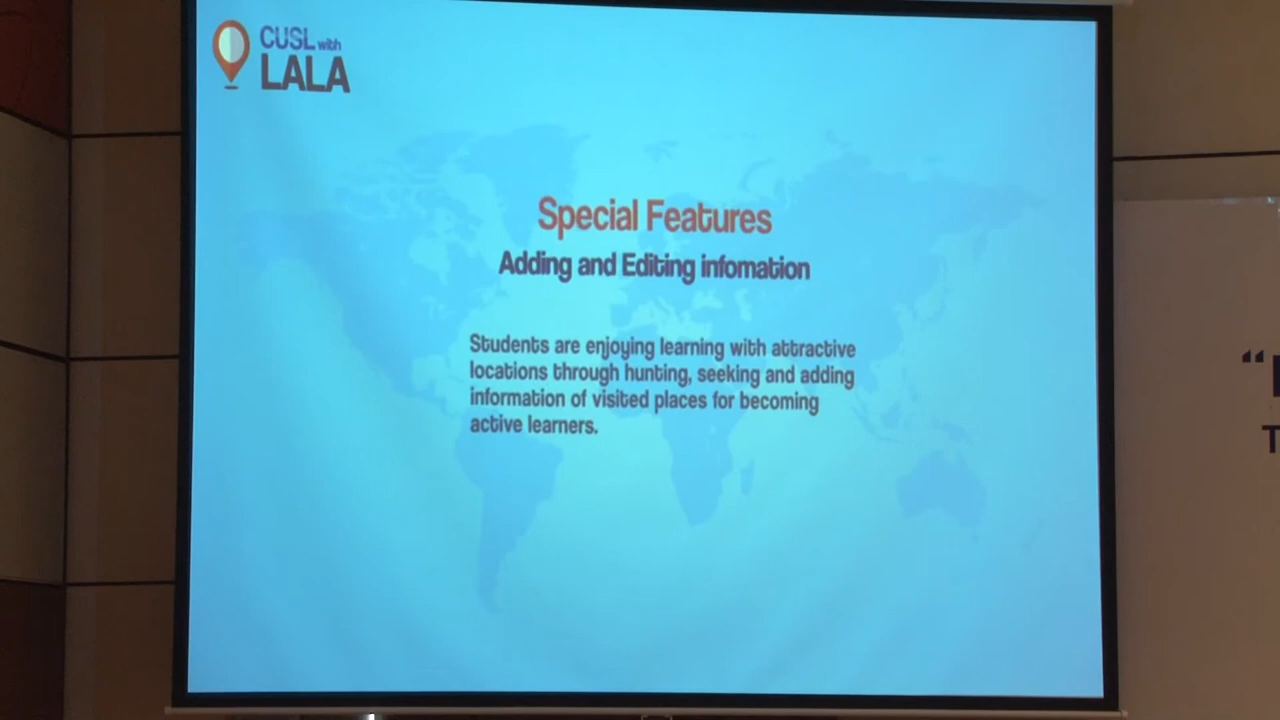 CUSL with
LALA
Special Features
Adding and Editing infomation
Students are enjoying learning with attractive
locations through hunting, seeking and adding
information of visited places for becoming
active learners.